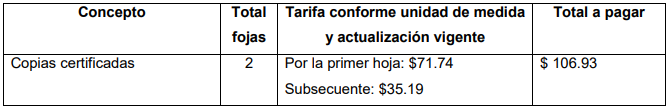 Concepto
Total fojas
Tarifa conforme unidad de medida y actualización vigente
Total a pagar
Copias certificadas
2
Por la primer hoja: $71.74
Subsecuente: $35.19
$ 106.93